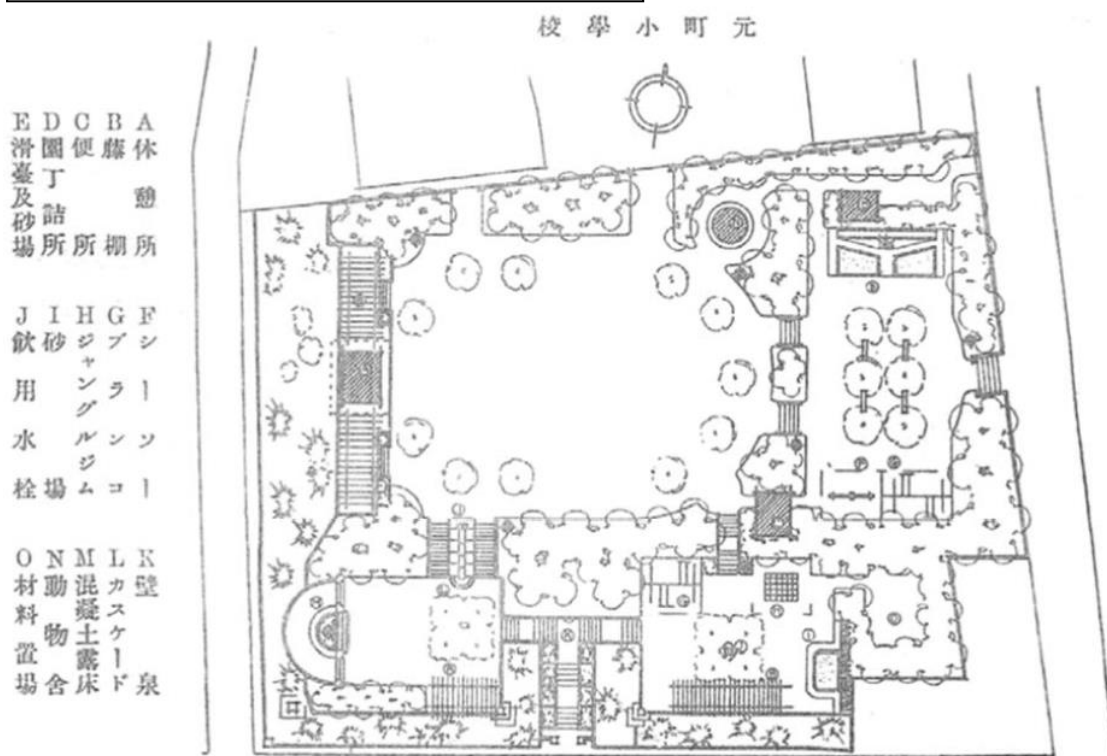 元町小學校
A 休憩所
B 藤棚
C 便所
D 園丁詰所
E 滑臺及砂場
F シーソー
G ブランコ
H ジャングルジム
I 砂場
J 飲用水栓
K 壁泉
L カスケード
M 混凝土露床
N 動物舍
O 材料置場